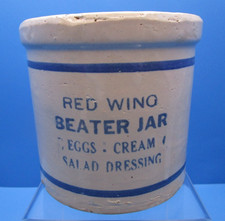 RED WING
BEATER JAR
EGGS : CREAM
SALAD DRESSING